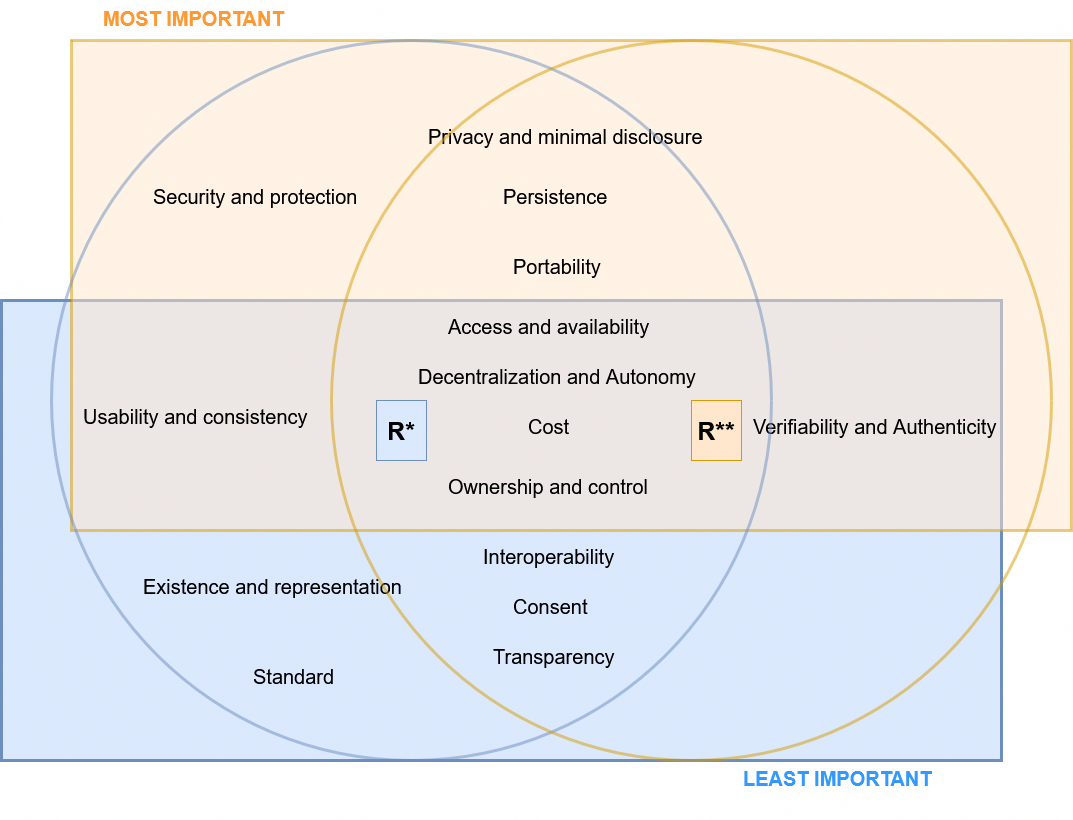 MOST IMPORTANT
Privacy and minimal disclosure
Security and protection
Persistence
Portability
Access and availability
Decentralization and Autonomy
Usability and consistency
R*
Cost
R**
Verifiability and Authenticity
Ownership and control
Interoperability
Existence and representation
Consent
Transparency
Standard
LEAST IMPORTANT